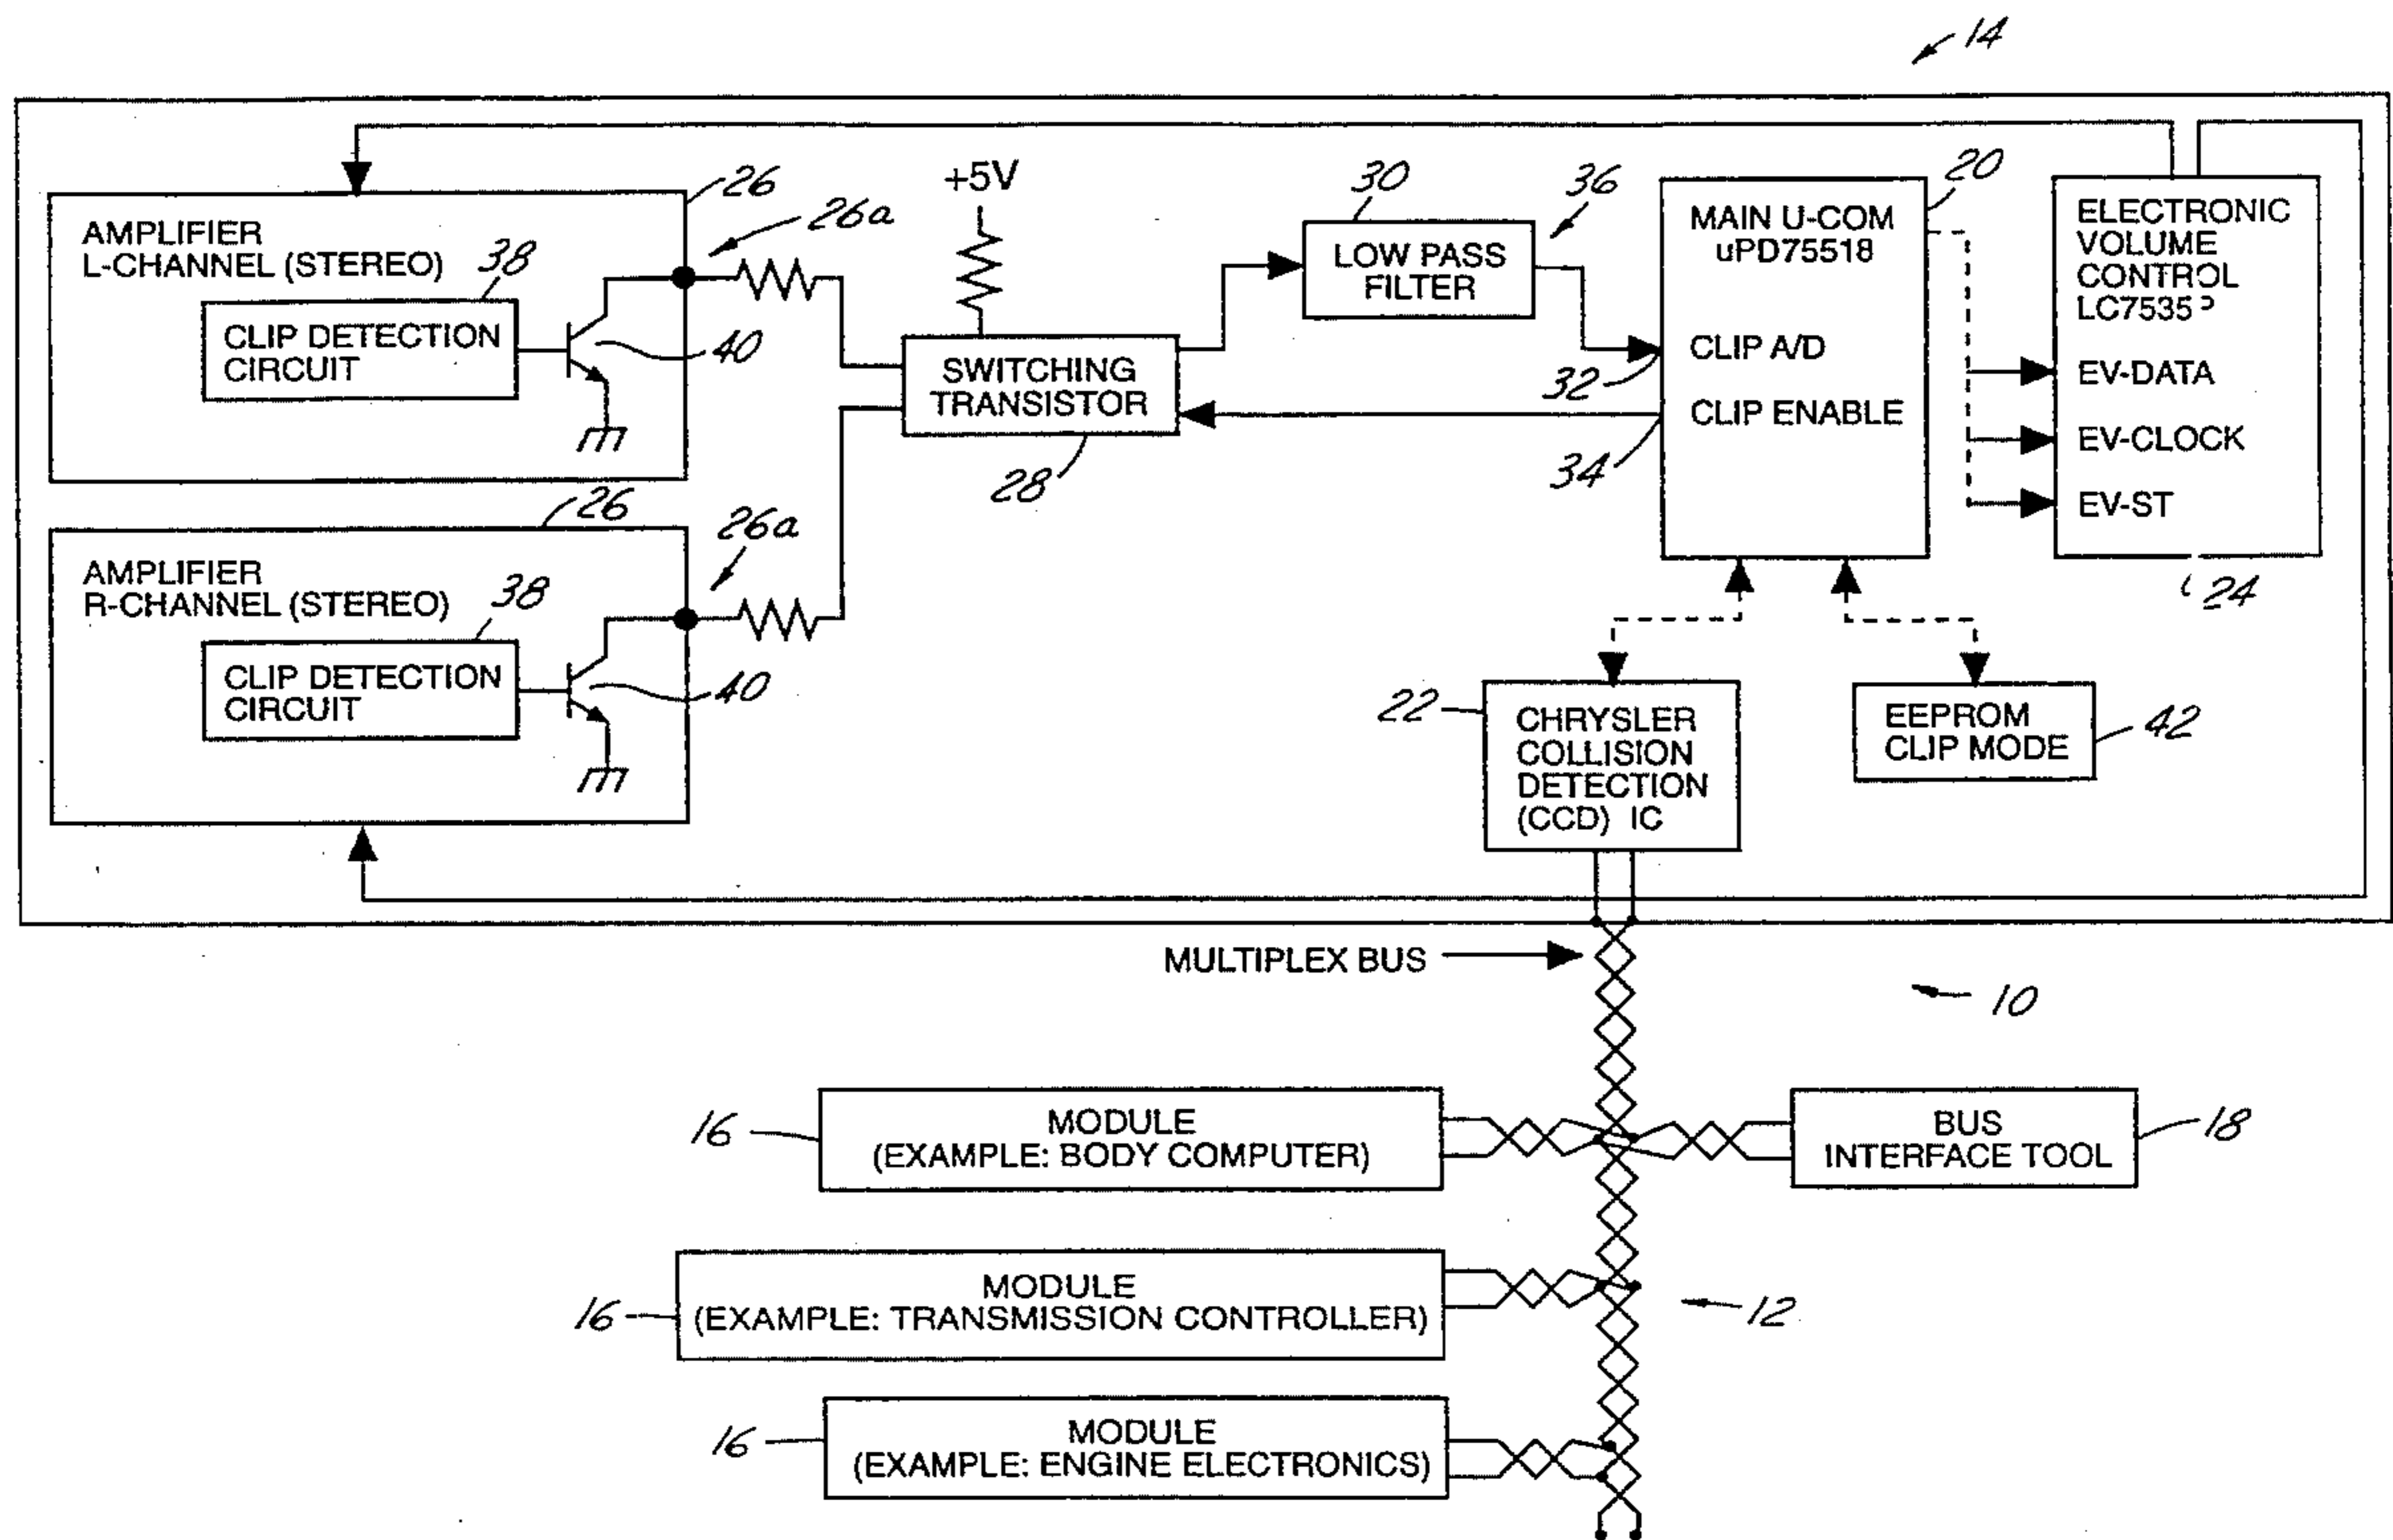 14
AMPLIFIER
L-CHANNEL (STEREO)
38
CLIP DETECTION
CIRCUIT
40
26
26a
+5V
SWITCHING
TRANSISTOR
28
30
LOW PASS
FILTER
36
32
34
20
MAIN U-COM
uPD75518
CLIP A/D
CLIP ENABLE
ELECTRONIC
VOLUME
CONTROL
LC7535
EV-DATA
EV-CLOCK
EV-ST
24
26
26a
AMPLIFIER
R-CHANNEL (STEREO)
38
CLIP DETECTION
CIRCUIT
40
22
CHRYSLER
COLLISION
DETECTION
(CCD) IC
EEPROM
CLIP MODE
42
MULTIPLEX BUS
10
16
MODULE
(EXAMPLE: BODY COMPUTER)
BUS
INTERFACE TOOL
18
16
MODULE
(EXAMPLE: TRANSMISSION CONTROLLER)
12
16
MODULE
(EXAMPLE: ENGINE ELECTRONICS)